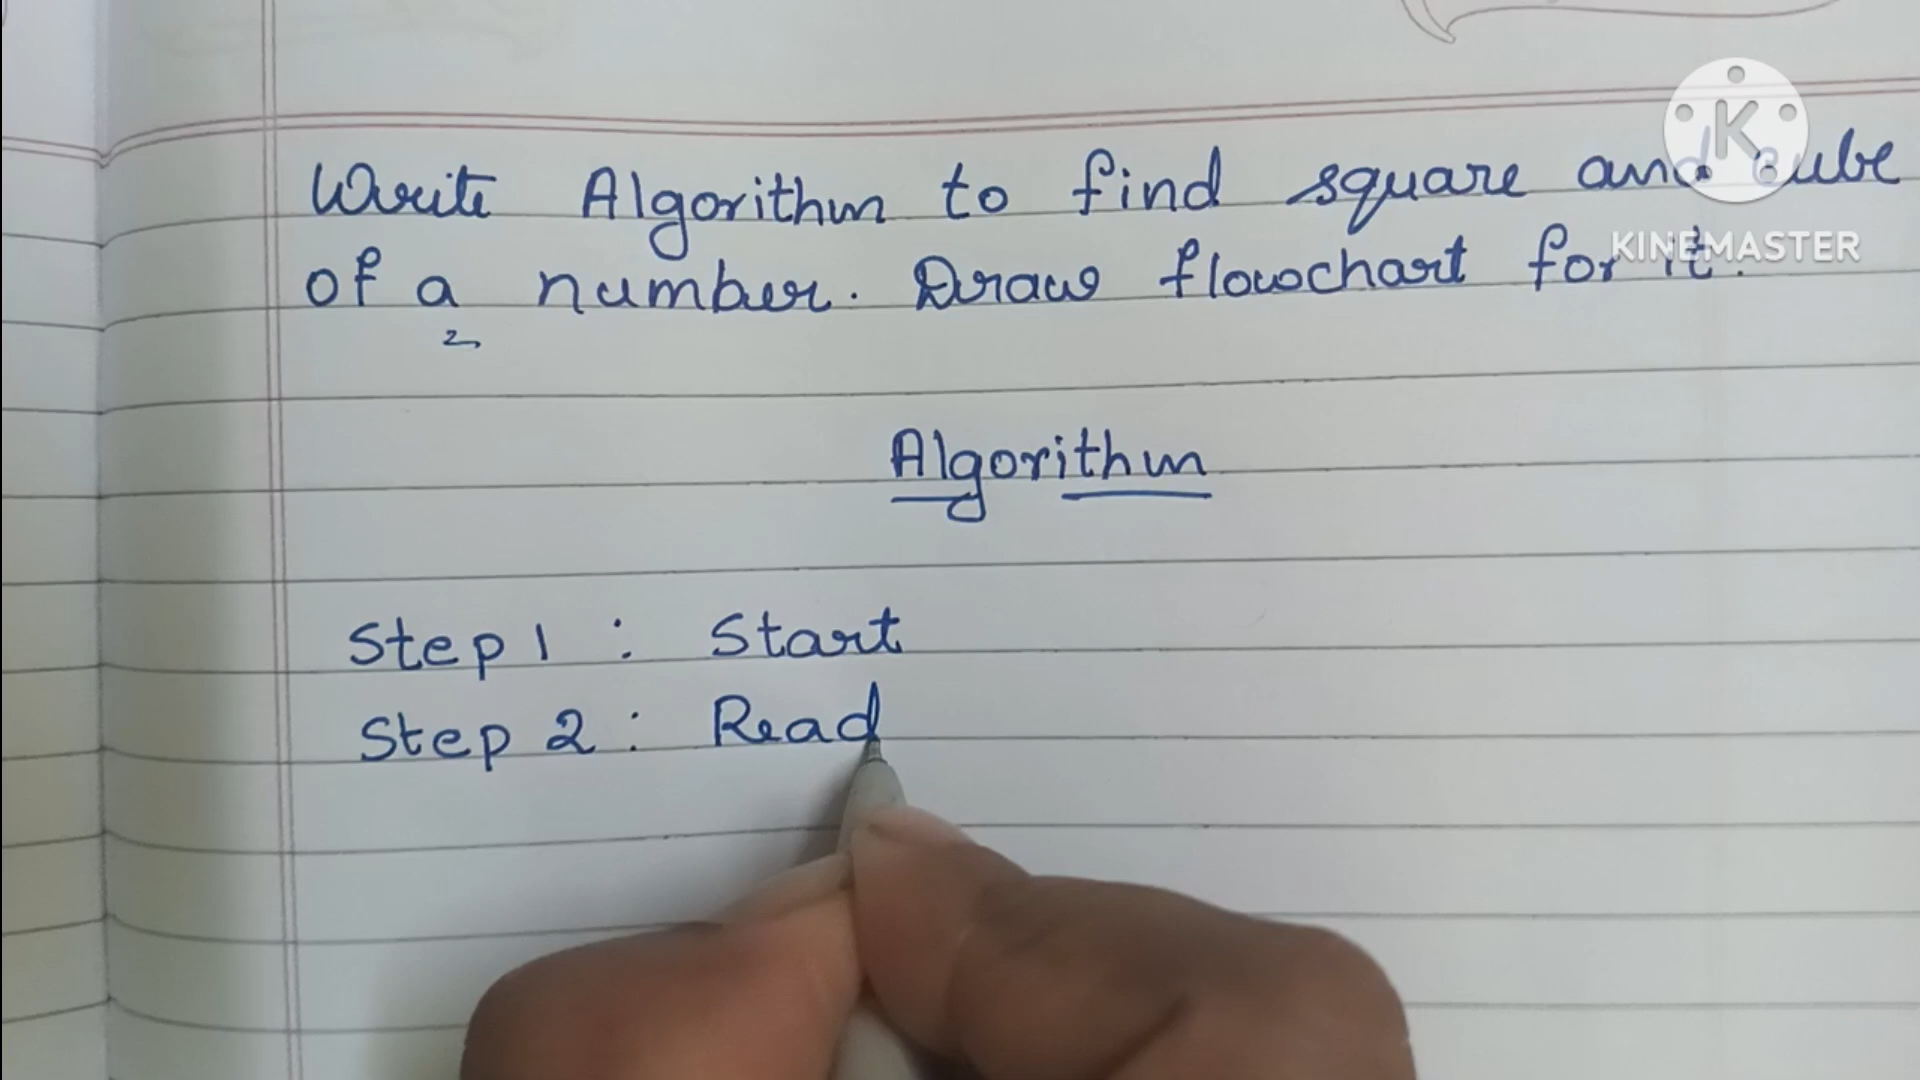 Write Algorithm to find square and cube
of a number. Draw flowchart for it.
2
K
KINEMASTER
Algorithm
Step 1 : Start
Step 2 : Read